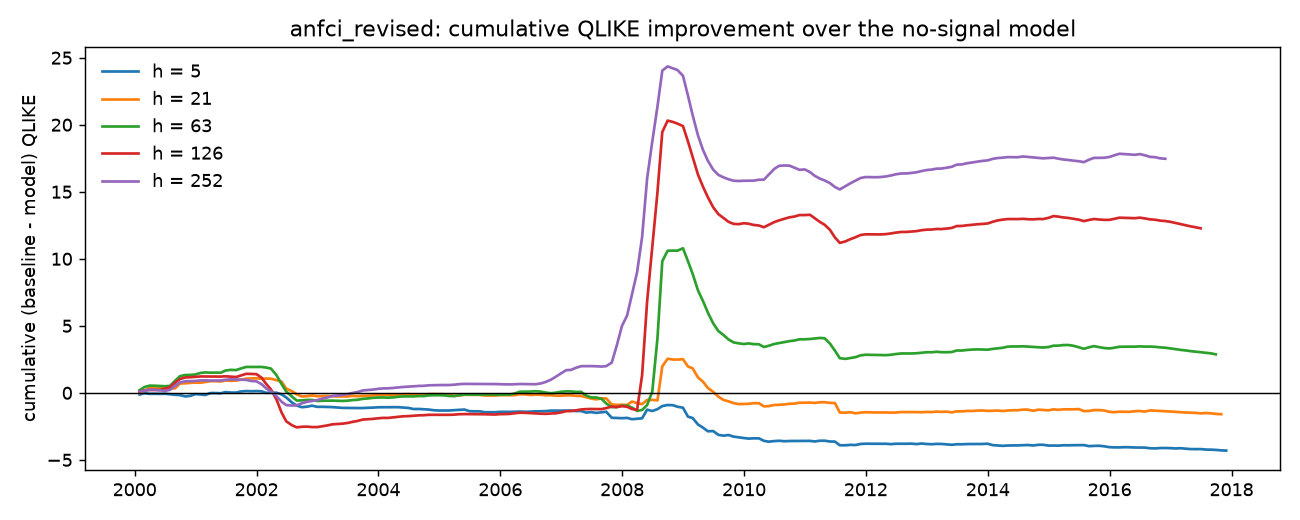 anfci_revised: cumulative QLIKE improvement over the no-signal model
cumulative (baseline - model) QLIKE
25
20
15
10
5
0
−5
h = 5
h = 21
h = 63
h = 126
h = 252
2000 2002 2004 2006 2008 2010 2012 2014 2016 2018